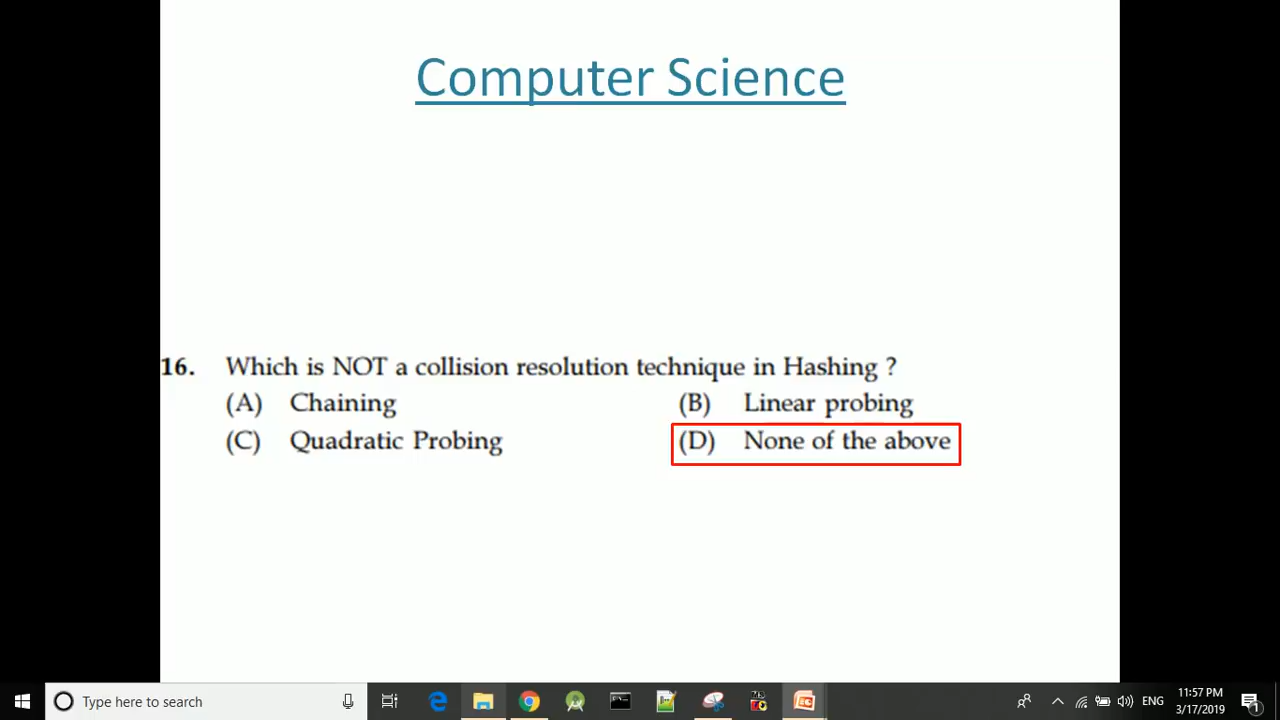 Computer Science
16. Which is NOT a collision resolution technique in Hashing ?
(A) Chaining (B) Linear probing
(C) Quadratic Probing (D) None of the above
Type here to search
ENG
11:57 PM
3/17/2019
1